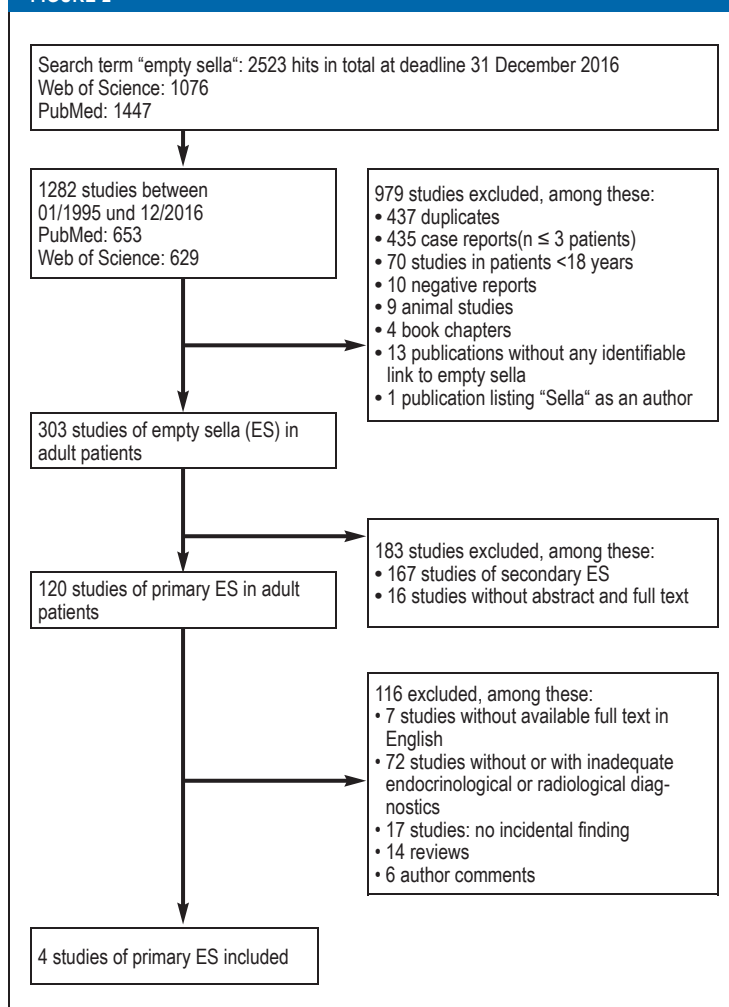 Search term “empty sella“: 2523 hits in total at deadline 31 December 2016
Web of Science: 1076
PubMed: 1447
1282 studies between
01/1995 und 12/2016
PubMed: 653
Web of Science: 629
979 studies excluded, among these:
• 437 duplicates
• 435 case reports(n ≤ 3 patients)
• 70 studies in patients <18 years
• 10 negative reports
• 9 animal studies
• 4 book chapters
• 13 publications without any identifiable
link to empty sella
• 1 publication listing “Sella“ as an author
303 studies of empty sella (ES) in
adult patients
183 studies excluded, among these:
• 167 studies of secondary ES
• 16 studies without abstract and full text
120 studies of primary ES in adult
patients
116 excluded, among these:
• 7 studies without available full text in
English
• 72 studies without or with inadequate
endocrinological or radiological diag-
nostics
• 17 studies: no incidental finding
• 14 reviews
• 6 author comments
4 studies of primary ES included